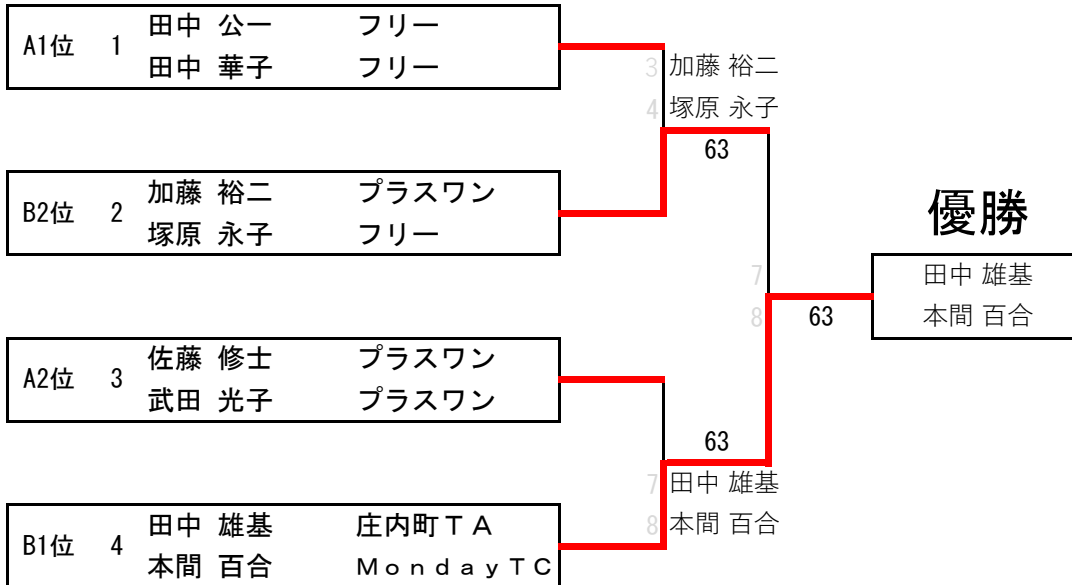 A1位 1 田中 公一 フリー
田中 華子 フリー
3 加藤 裕二
4 塚原 永子
63
B2位 2 加藤 裕二 プラスワン
塚原 永子 フリー
優勝
7 田中 雄基
8 63 本間 百合
A2位 3 佐藤 修士 プラスワン
武田 光子 プラスワン
63
7 田中 雄基
8 本間 百合
B1位 4 田中 雄基 庄内町ＴＡ
本間 百合 ＭｏｎｄａｙＴＣ